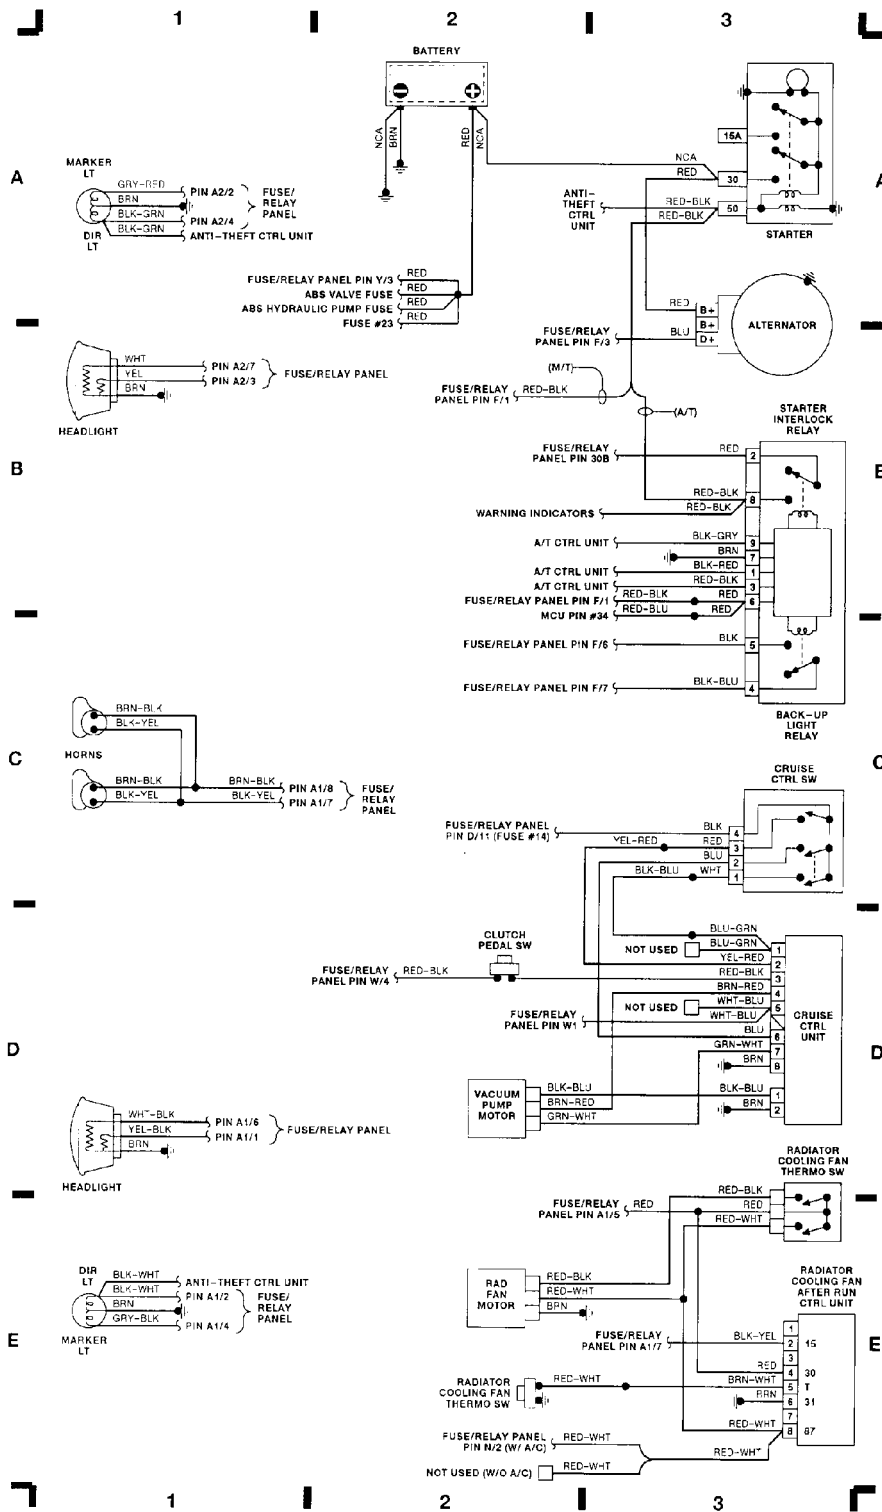 1 2 3
BATTERY
NCA
BRN
RED
NCA
15A
NCA
RED
30
ANTI-
THEFT
CTRL
UNIT
RED-BLK
RED-BLK
50
STARTER
A
A
MARKER
LT
GRY-RED
BRN
BLK-GRN
BLK-GRN
DIR
LT
PIN A2/2
PIN A2/4
ANTI-THEFT CTRL UNIT
FUSE/
RELAY
PANEL
FUSE/RELAY PANEL PIN Y/3
RED
ABS VALVE FUSE
RED
ABS HYDRAULIC PUMP FUSE
RED
FUSE #23
RED
RED
B+
B+
BLU
D+
ALTERNATOR
FUSE/RELAY
PANEL PIN F/3
WHT
YEL
BRN
PIN A2/7
PIN A2/3
FUSE/RELAY PANEL
HEADLIGHT
(M/T)
FUSE/RELAY
PANEL PIN F/1
RED-BLK
(A/T)
STARTER
INTERLOCK
RELAY
B
B
FUSE/RELAY
PANEL PIN 30B
RED
2
RED-BLK
8
WARNING INDICATORS
RED-BLK
A/T CTRL UNIT
BLK-GRY
9
BRN
7
A/T CTRL UNIT
BLK-RED
1
A/T CTRL UNIT
RED-BLK
3
FUSE/RELAY PANEL PIN F/1
RED-BLK
RED
6
MCU PIN #34
RED-BLU
RED
FUSE/RELAY PANEL PIN F/6
BLK
5
FUSE/RELAY PANEL PIN F/7
BLK-BLU
4
BACK-UP
LIGHT
RELAY
BRN-BLK
BLK-YEL
HORNS
C
C
BRN-BLK
BLK-YEL
BRN-BLK
BLK-YEL
PIN A1/8
PIN A1/7
FUSE/
RELAY
PANEL
CRUISE
CTRL SW
FUSE/RELAY PANEL
PIN D/11 (FUSE #14)
BLK
4
YEL-RED
RED
3
BLU
2
BLK-BLU
WHT
1
CLUTCH
PEDAL SW
FUSE/RELAY
PANEL PIN W/4
RED-BLK
BLU-GRN
NOT USED
BLU-GRN
1
YEL-RED
2
RED-BLK
3
BRN-RED
4
NOT USED
WHT-BLU
5
FUSE/RELAY
PANEL PIN W1
WHT-BLU
BLU
6
GRN-WHT
7
BRN
8
CRUISE
CTRL
UNIT
D
D
VACUUM
PUMP
MOTOR
BLK-BLU
BRN-RED
GRN-WHT
BLK-BLU
1
BRN
2
WHT-BLK
YEL-BLK
BRN
PIN A1/6
PIN A1/1
FUSE/RELAY PANEL
HEADLIGHT
RADIATOR
COOLING FAN
THERMO SW
RED-BLK
FUSE/RELAY
PANEL PIN A1/5
RED
RED
RED-WHT
RAD
FAN
MOTOR
RED-BLK
RED-WHT
BRN
RADIATOR
COOLING FAN
AFTER RUN
CTRL UNIT
DIR
LT
BLK-WHT
BLK-WHT
BRN
GRY-BLK
MARKER
LT
ANTI-THEFT CTRL UNIT
PIN A1/2
PIN A1/4
FUSE/
RELAY
PANEL
E
E
FUSE/RELAY
PANEL PIN A1/7
1
BLK-YEL
2
15
3
RED
4
30
BRN-WHT
5
T
BRN
6
31
7
RED-WHT
8
87
RADIATOR
COOLING FAN
THERMO SW
RED-WHT
FUSE/RELAY PANEL
PIN N/2 (W/ A/C)
RED-WHT
RED-WHT
NOT USED (W/O A/C)
RED-WHT
1 2 3